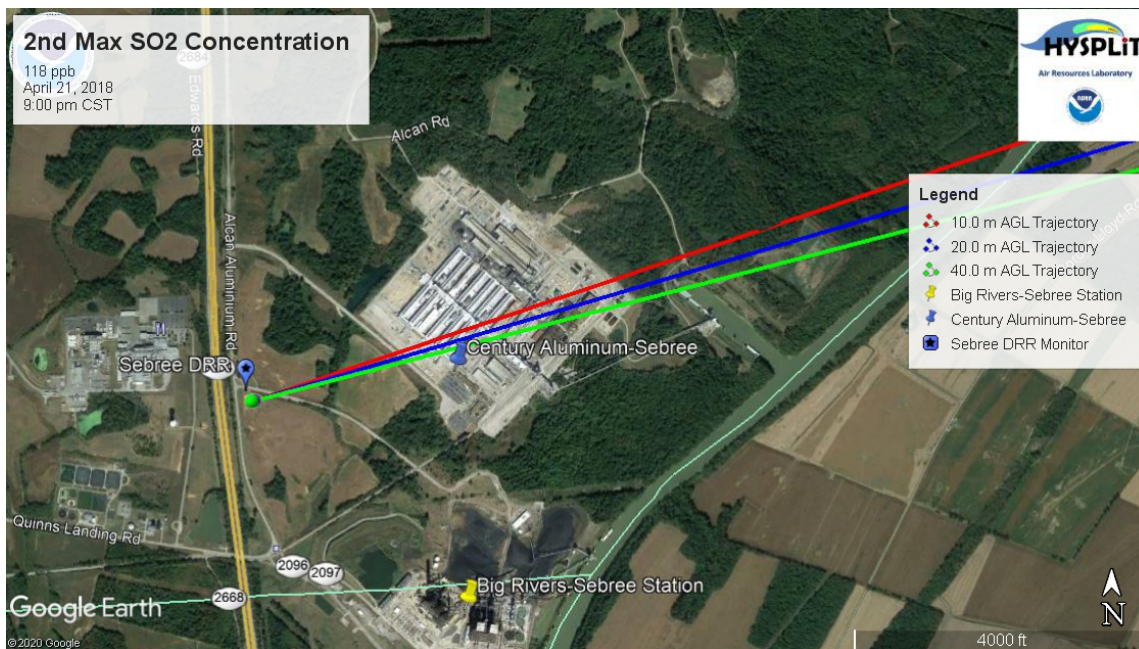 2nd Max SO2 Concentration
118 ppb
April 21, 2018
9:00 pm CST
2684
Edwards Rd
Alcan Rd
HYSPLIT
Air Resources Laboratory
NOAA
Legend
10.0 m AGL Trajectory
20.0 m AGL Trajectory
40.0 m AGL Trajectory
Big Rivers-Sebree Station
Century Aluminum-Sebree
Sebree DRR Monitor
Alcan Aluminium Rd
Century Aluminum-Sebree
Sebree DRR
Quinns Landing Rd
2096
2097
2668
Big Rivers-Sebree Station
Google Earth
©2020 Google
N
4000 ft